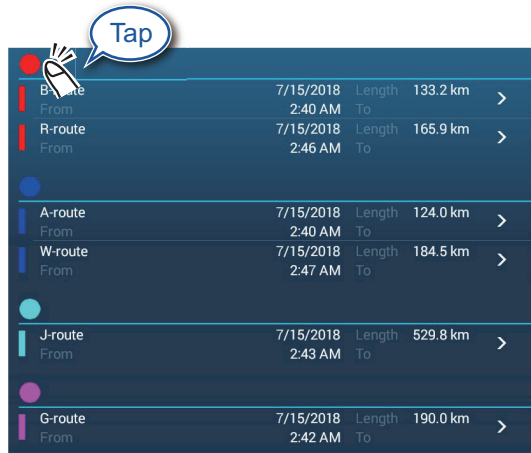 Tap
B-route 7/15/2018 Length 133.2 km
From 2:40 AM To
R-route 7/15/2018 Length 165.9 km
From 2:46 AM To
A-route 7/15/2018 Length 124.0 km
From 2:40 AM To
W-route 7/15/2018 Length 184.5 km
From 2:47 AM To
J-route 7/15/2018 Length 529.8 km
From 2:43 AM To
G-route 7/15/2018 Length 190.0 km
From 2:42 AM To